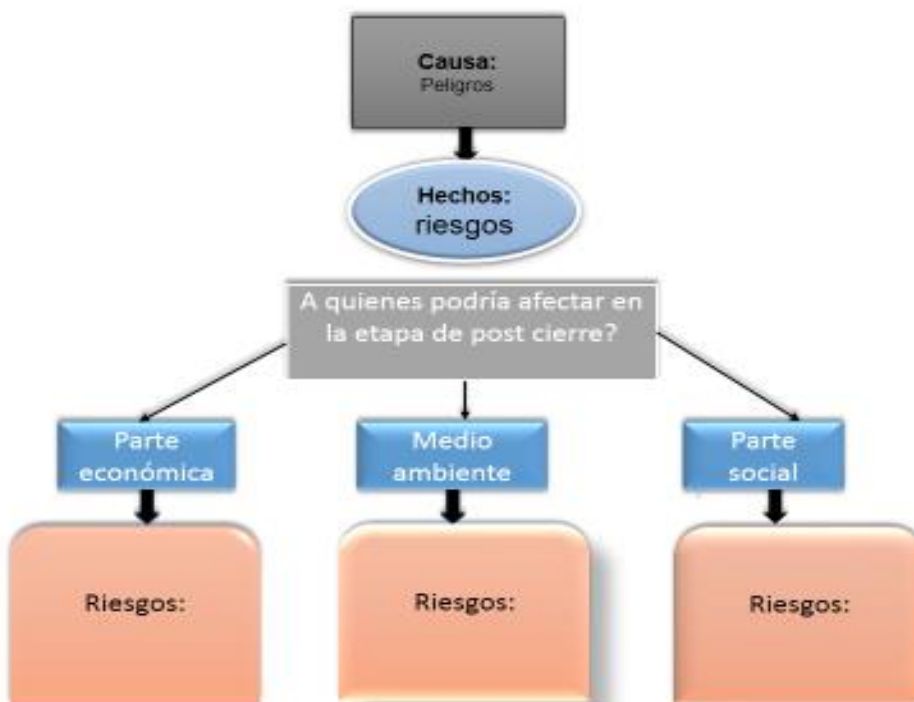 Causa:
Peligros
Hechos:
riesgos
A quienes podría afectar en
la etapa de post cierre?
Parte
económica
Medio
ambiente
Parte
social
Riesgos:
Riesgos:
Riesgos: